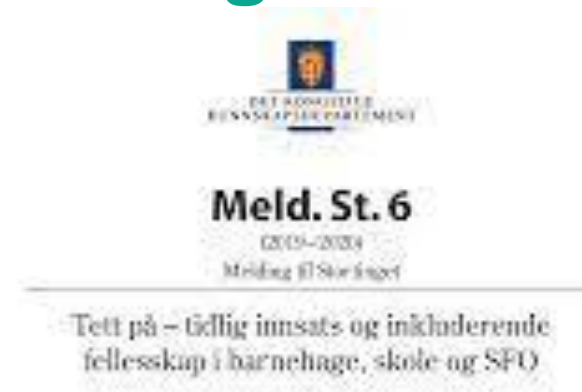 DET KONGELIGE
KUNNSKAPSDEPARTEMENT
Meld. St. 6
(2019–2020)
Melding til Stortinget
Tett på – tidlig innsats og inkluderende
fellesskap i barnehage, skole og SFO